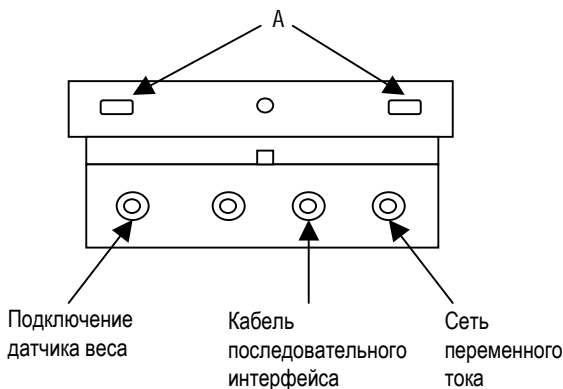 А
Подключение
датчика веса
Кабель
последовательного
интерфейса
Сеть
переменного
тока